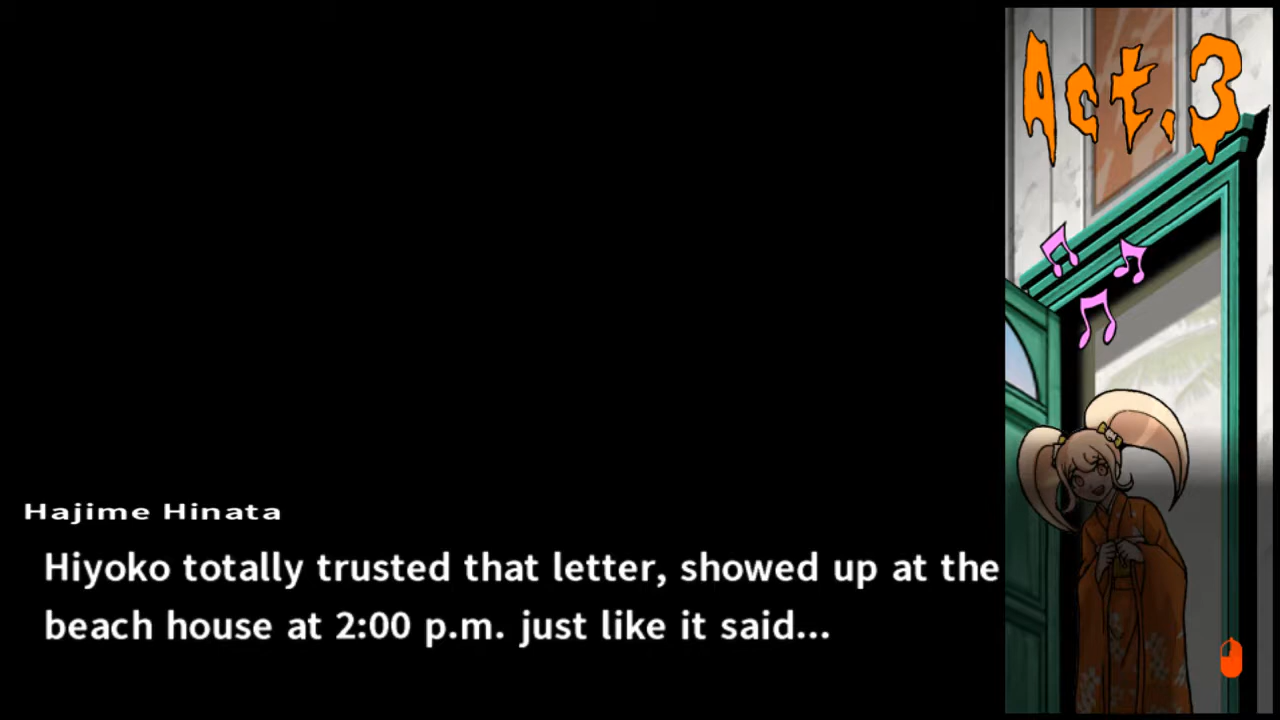 Act.3
Hajime Hinata
Hiyoko totally trusted that letter, showed up at the
beach house at 2:00 p.m. just like it said...